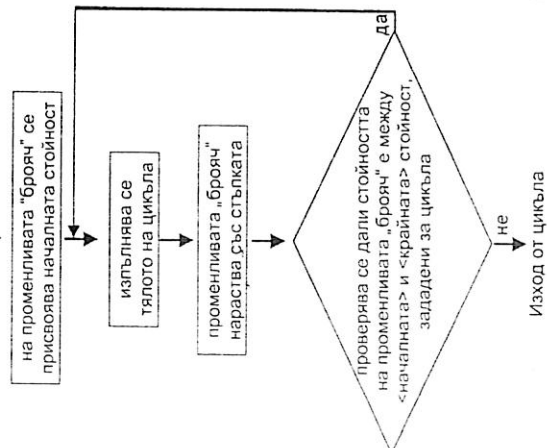 на променливата "брояч" се
присвоява началната стойност
изпълнява се
тялото на цикъла
променливата „брояч"
нараства със стъпката
проверява се дали стойността
на променливата „брояч" е между
<началната> и <крайната> стойност,
зададени за цикъла
да
не
Изход от цикъла